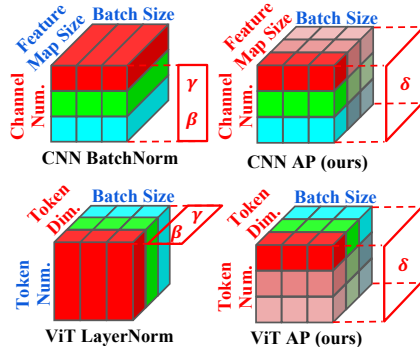 Batch Size
Feature
Map Size
Channel
Num.
γ
β
CNN BatchNorm
Batch Size
Feature
Map Size
Channel
Num.
δ
CNN AP (ours)
Batch Size
Token
Dim.
γ
β
Token
Num.
ViT LayerNorm
Batch Size
Token
Dim.
Token
Num.
δ
ViT AP (ours)